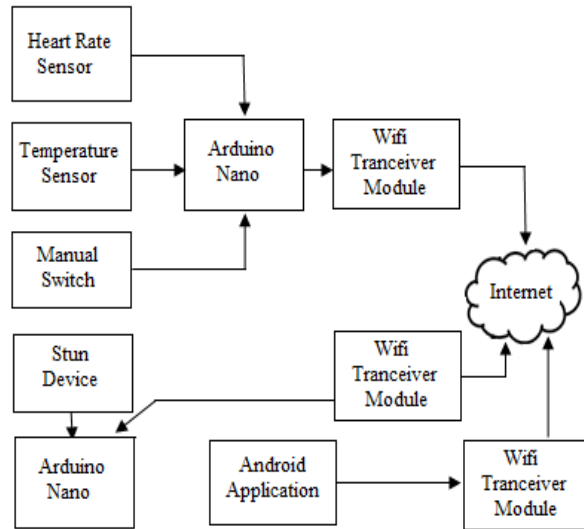 Heart Rate
Sensor
Temperature
Sensor
Arduino
Nano
Wifi
Tranceiver
Module
Manual
Switch
Internet
Stun
Device
Wifi
Tranceiver
Module
Arduino
Nano
Android
Application
Wifi
Tranceiver
Module